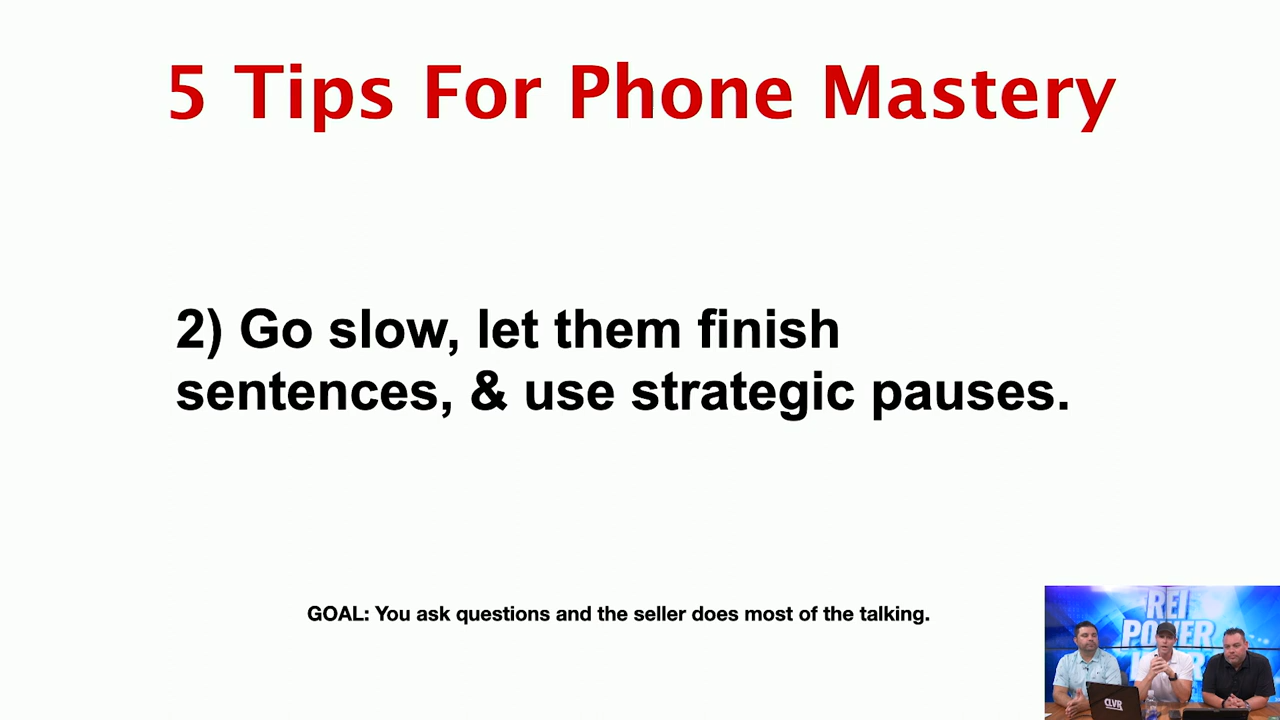 5 Tips For Phone Mastery
2) Go slow, let them finish
sentences, & use strategic pauses.
GOAL: You ask questions and the seller does most of the talking.
REI
POWER
CLVR